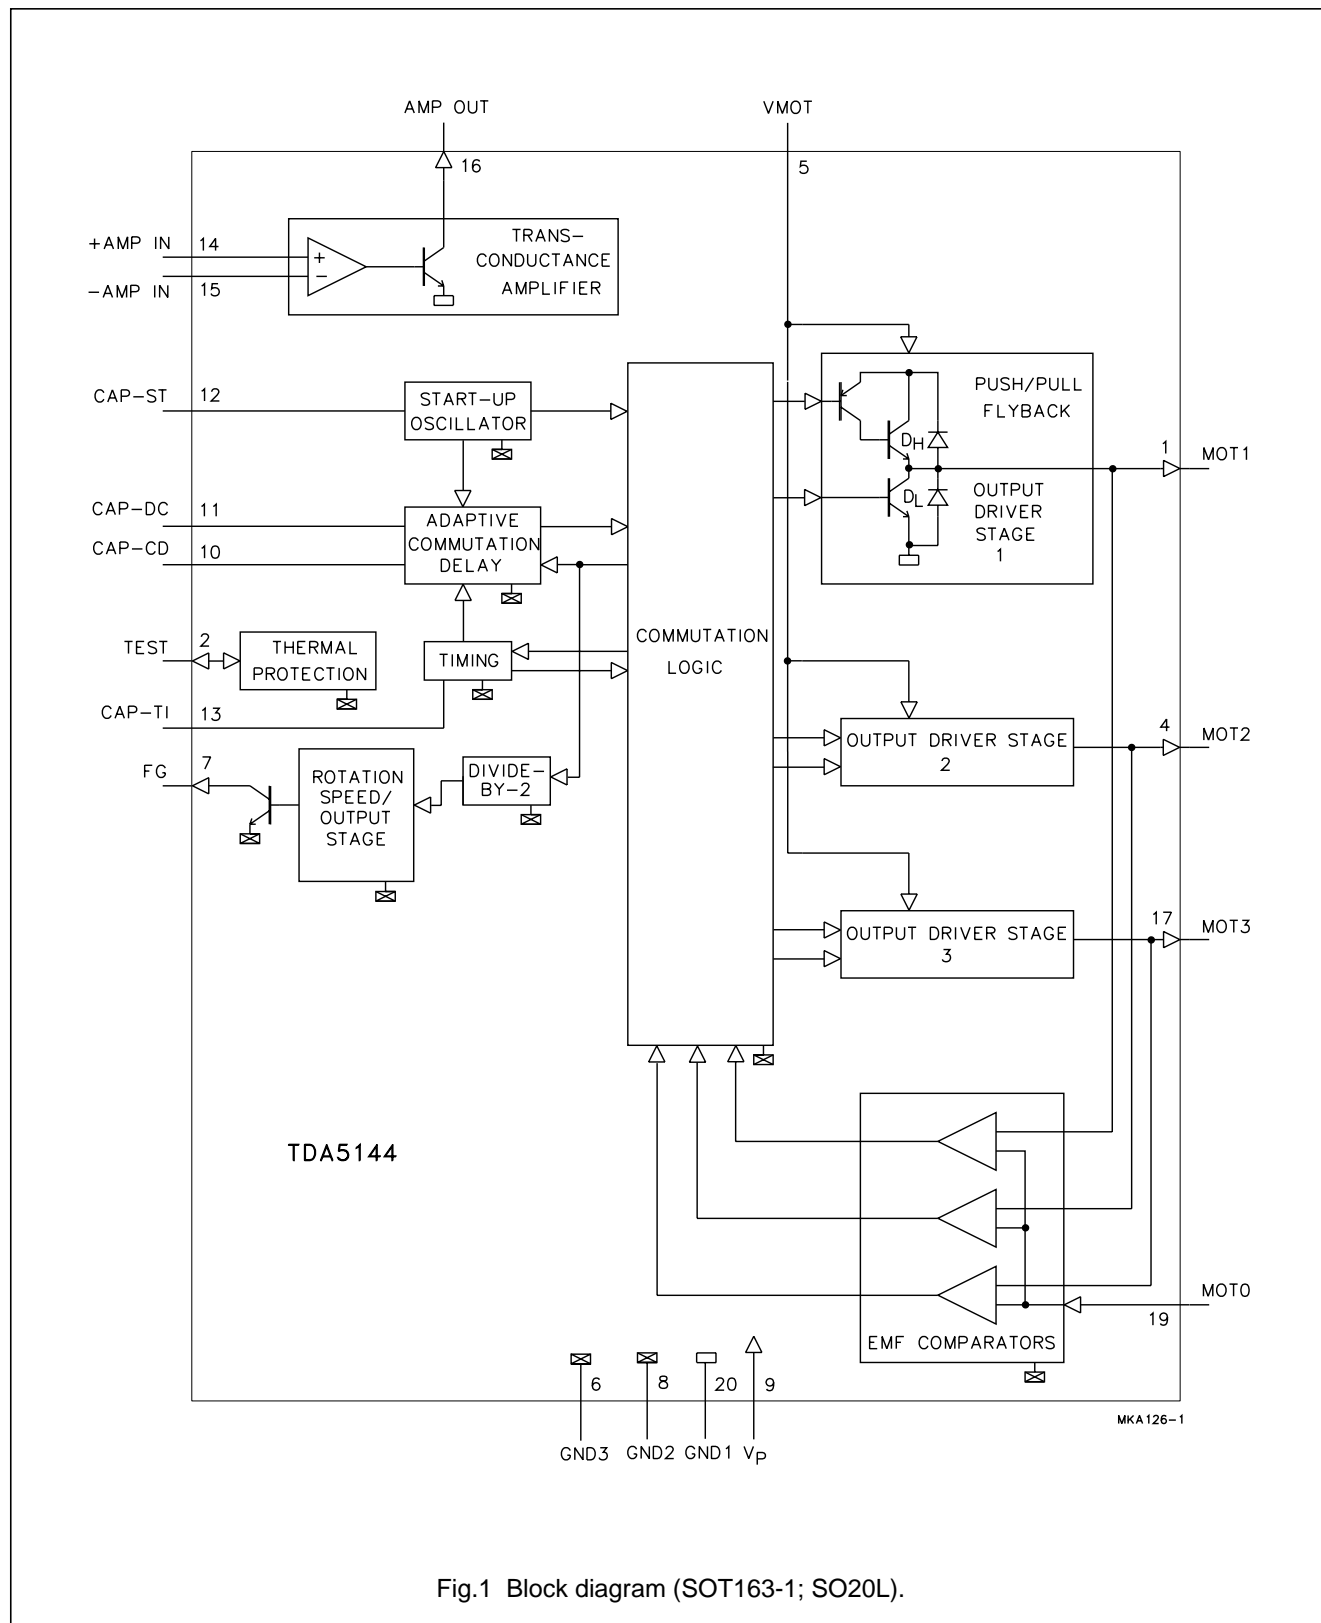 AMP OUT
VMOT
16
5
+AMP IN
14
TRANS-
CONDUCTANCE
AMPLIFIER
+
−
-AMP IN
15
CAP-ST
12
START-UP
OSCILLATOR
PUSH/PULL
FLYBACK
DH
1
MOT1
CAP-DC
11
ADAPTIVE
COMMUTATION
DELAY
DL
OUTPUT
DRIVER
STAGE
1
CAP-CD
10
TEST
2
THERMAL
PROTECTION
TIMING
COMMUTATION
LOGIC
CAP-TI
13
OUTPUT DRIVER STAGE
2
4
MOT2
FG
7
ROTATION
SPEED/
OUTPUT
STAGE
DIVIDE-
BY-2
OUTPUT DRIVER STAGE
3
17
MOT3
TDA5144
MOT0
19
EMF COMPARATORS
6
8
20
9
MKA126-1
GND3
GND2
GND1
VP
Fig.1 Block diagram (SOT163-1; SO20L).